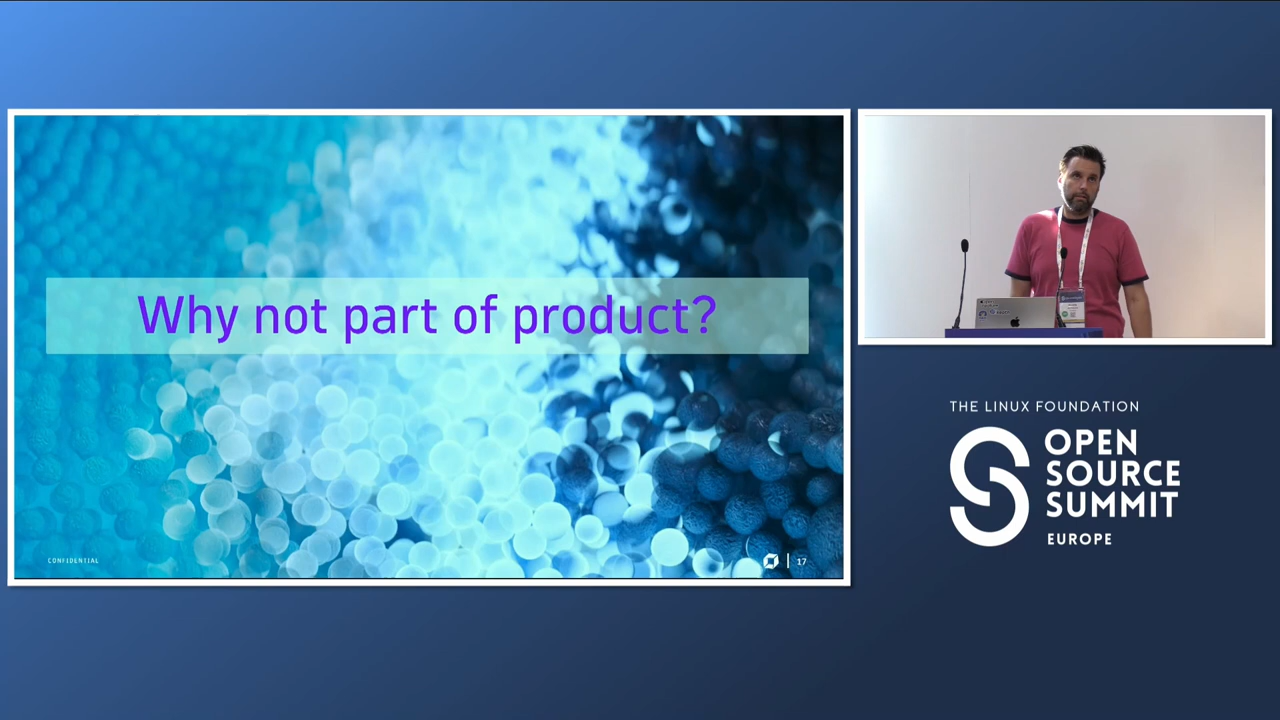 Why not part of product?
CONFIDENTIAL
17
THE LINUX FOUNDATION
OPEN
SOURCE
SUMMIT
EUROPE